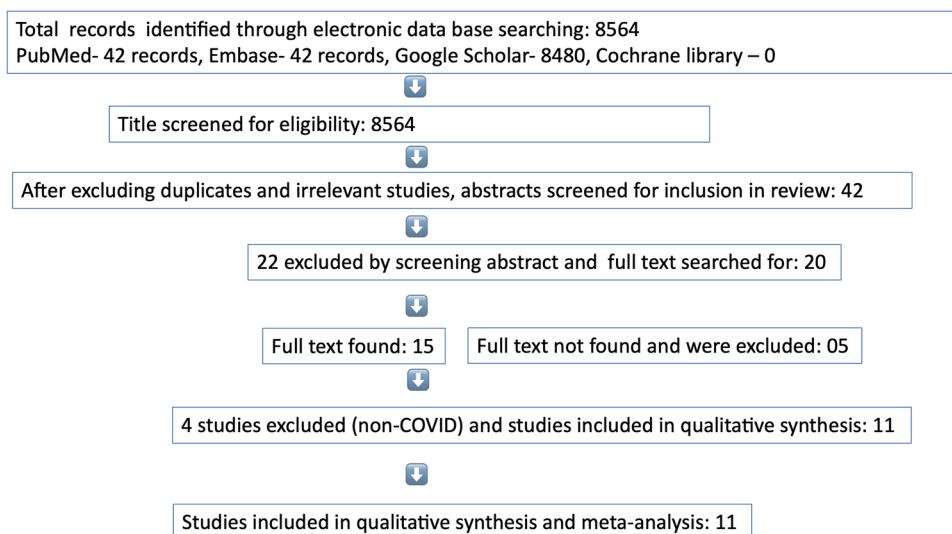 Total records identified through electronic data base searching: 8564
PubMed- 42 records, Embase- 42 records, Google Scholar- 8480, Cochrane library – 0
Title screened for eligibility: 8564
After excluding duplicates and irrelevant studies, abstracts screened for inclusion in review: 42
22 excluded by screening abstract and full text searched for: 20
Full text found: 15
Full text not found and were excluded: 05
4 studies excluded (non-COVID) and studies included in qualitative synthesis: 11
Studies included in qualitative synthesis and meta-analysis: 11